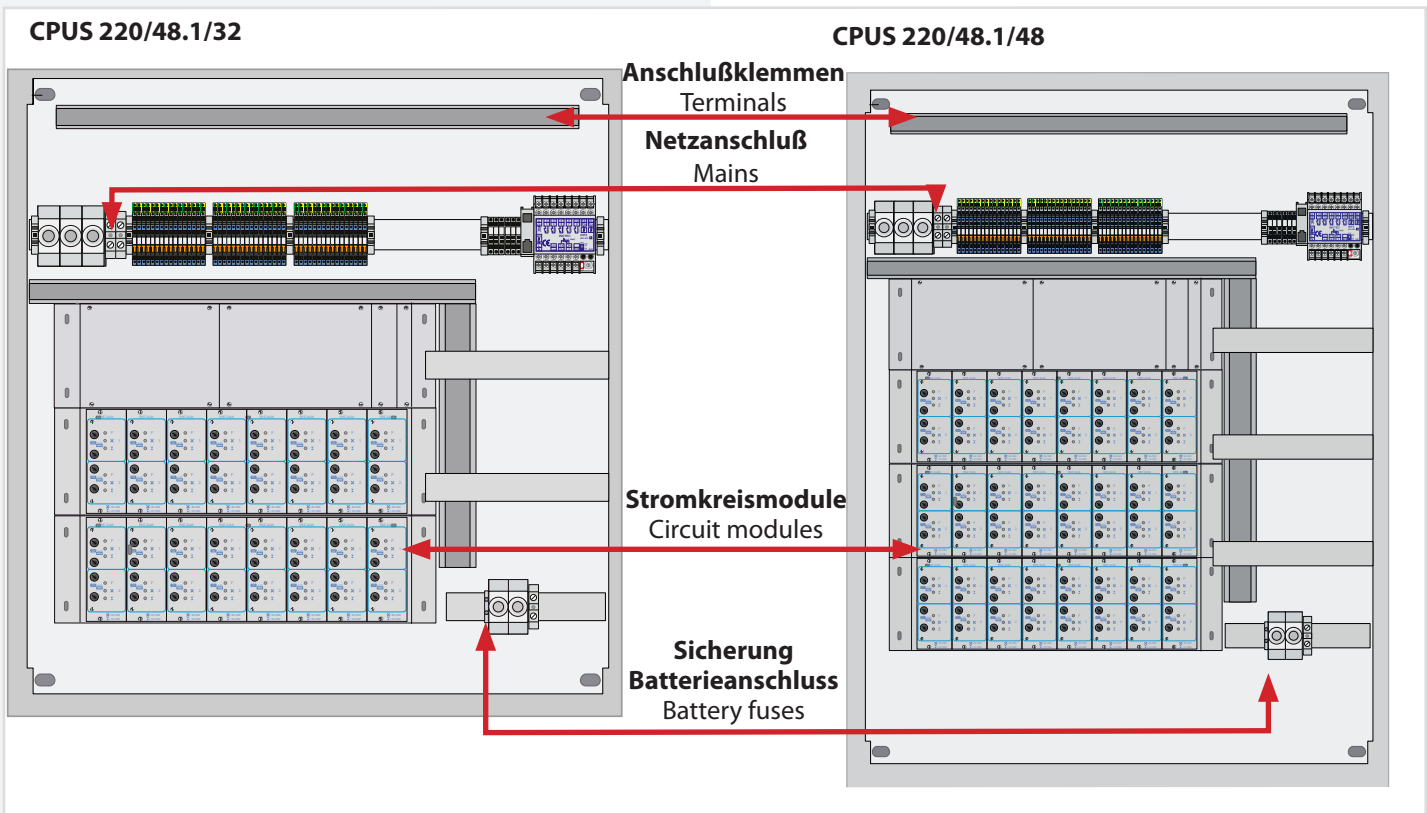 CPUS 220/48.1/32
CPUS 220/48.1/48
Anschlußklemmen
Terminals
Netzanschluß
Mains
Stromkreismodule
Circuit modules
Sicherung
Batterieanschluss
Battery fuses